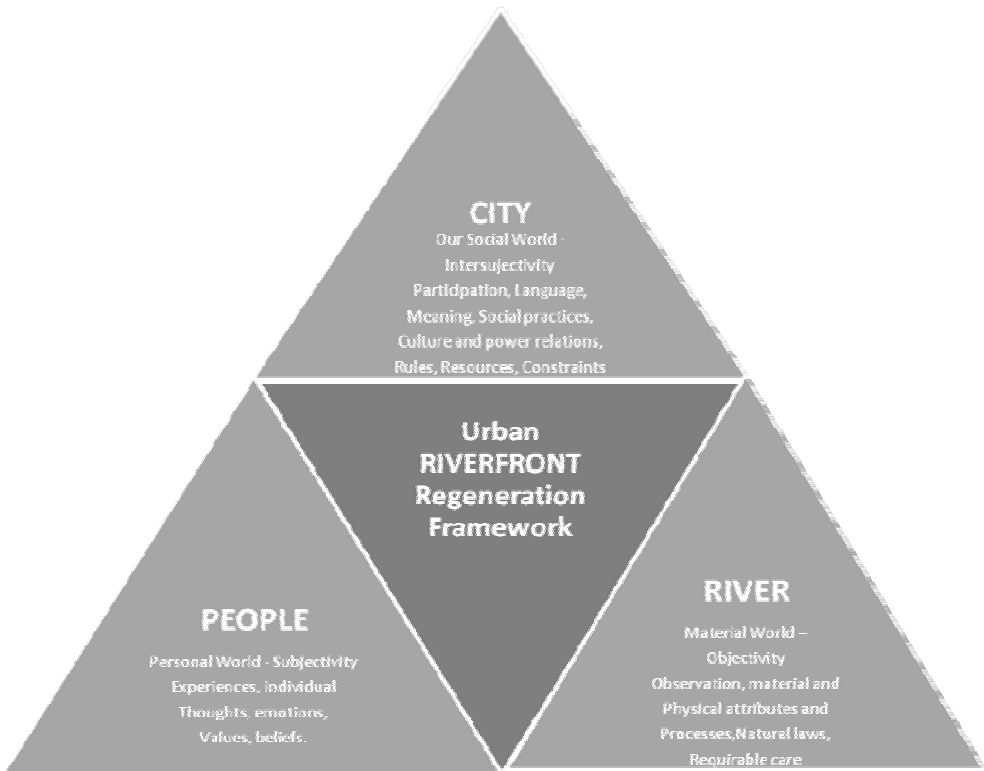 CITY
Our Social World -
Intersujectivity
Participation, Language,
Meaning, Social practices,
Culture and power relations,
Rules, Resources, Constraints
Urban
RIVERFRONT
Regeneration
Framework
PEOPLE
Personal World - Subjectivity
Experiences, individual
Thoughts, emotions,
Values, beliefs.
RIVER
Material World –
Objectivity
Observation, material and
Physical attributes and
Processes,Natural laws,
Requirable care